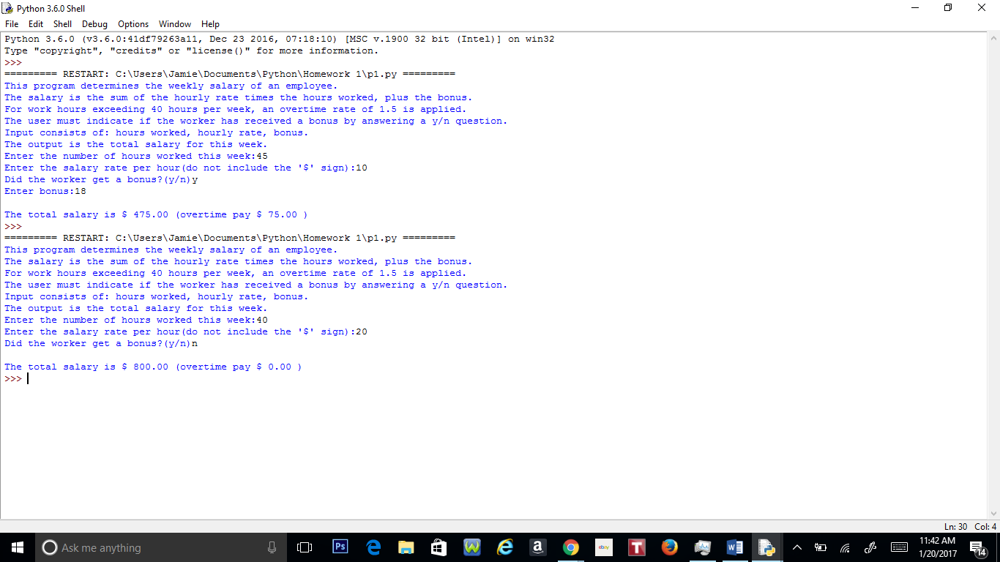 Python 3.6.0 Shell
File Edit Shell Debug Options Window Help
Python 3.6.0 (v3.6.0:41df79263a11, Dec 23 2016, 07:18:10) [MSC v.1900 32 bit (Intel)] on win32
Type "copyright", "credits" or "license()" for more information.
>>>
========= RESTART: C:\Users\Jamie\Documents\Python\Homework 1\p1.py =========
This program determines the weekly salary of an employee.
The salary is the sum of the hourly rate times the hours worked, plus the bonus.
For work hours exceeding 40 hours per week, an overtime rate of 1.5 is applied.
The user must indicate if the worker has received a bonus by answering a y/n question.
Input consists of: hours worked, hourly rate, bonus.
The output is the total salary for this week.
Enter the number of hours worked this week:45
Enter the salary rate per hour(do not include the '$' sign):10
Did the worker get a bonus?(y/n)y
Enter bonus:18
The total salary is $ 475.00 (overtime pay $ 75.00 )
>>>
========= RESTART: C:\Users\Jamie\Documents\Python\Homework 1\p1.py =========
This program determines the weekly salary of an employee.
The salary is the sum of the hourly rate times the hours worked, plus the bonus.
For work hours exceeding 40 hours per week, an overtime rate of 1.5 is applied.
The user must indicate if the worker has received a bonus by answering a y/n question.
Input consists of: hours worked, hourly rate, bonus.
The output is the total salary for this week.
Enter the number of hours worked this week:40
Enter the salary rate per hour(do not include the '$' sign):20
Did the worker get a bonus?(y/n)n
The total salary is $ 800.00 (overtime pay $ 0.00 )
>>>
Ln: 30 Col: 4
Ask me anything
Ps
a
ebay
T
11:42 AM
1/20/2017
14